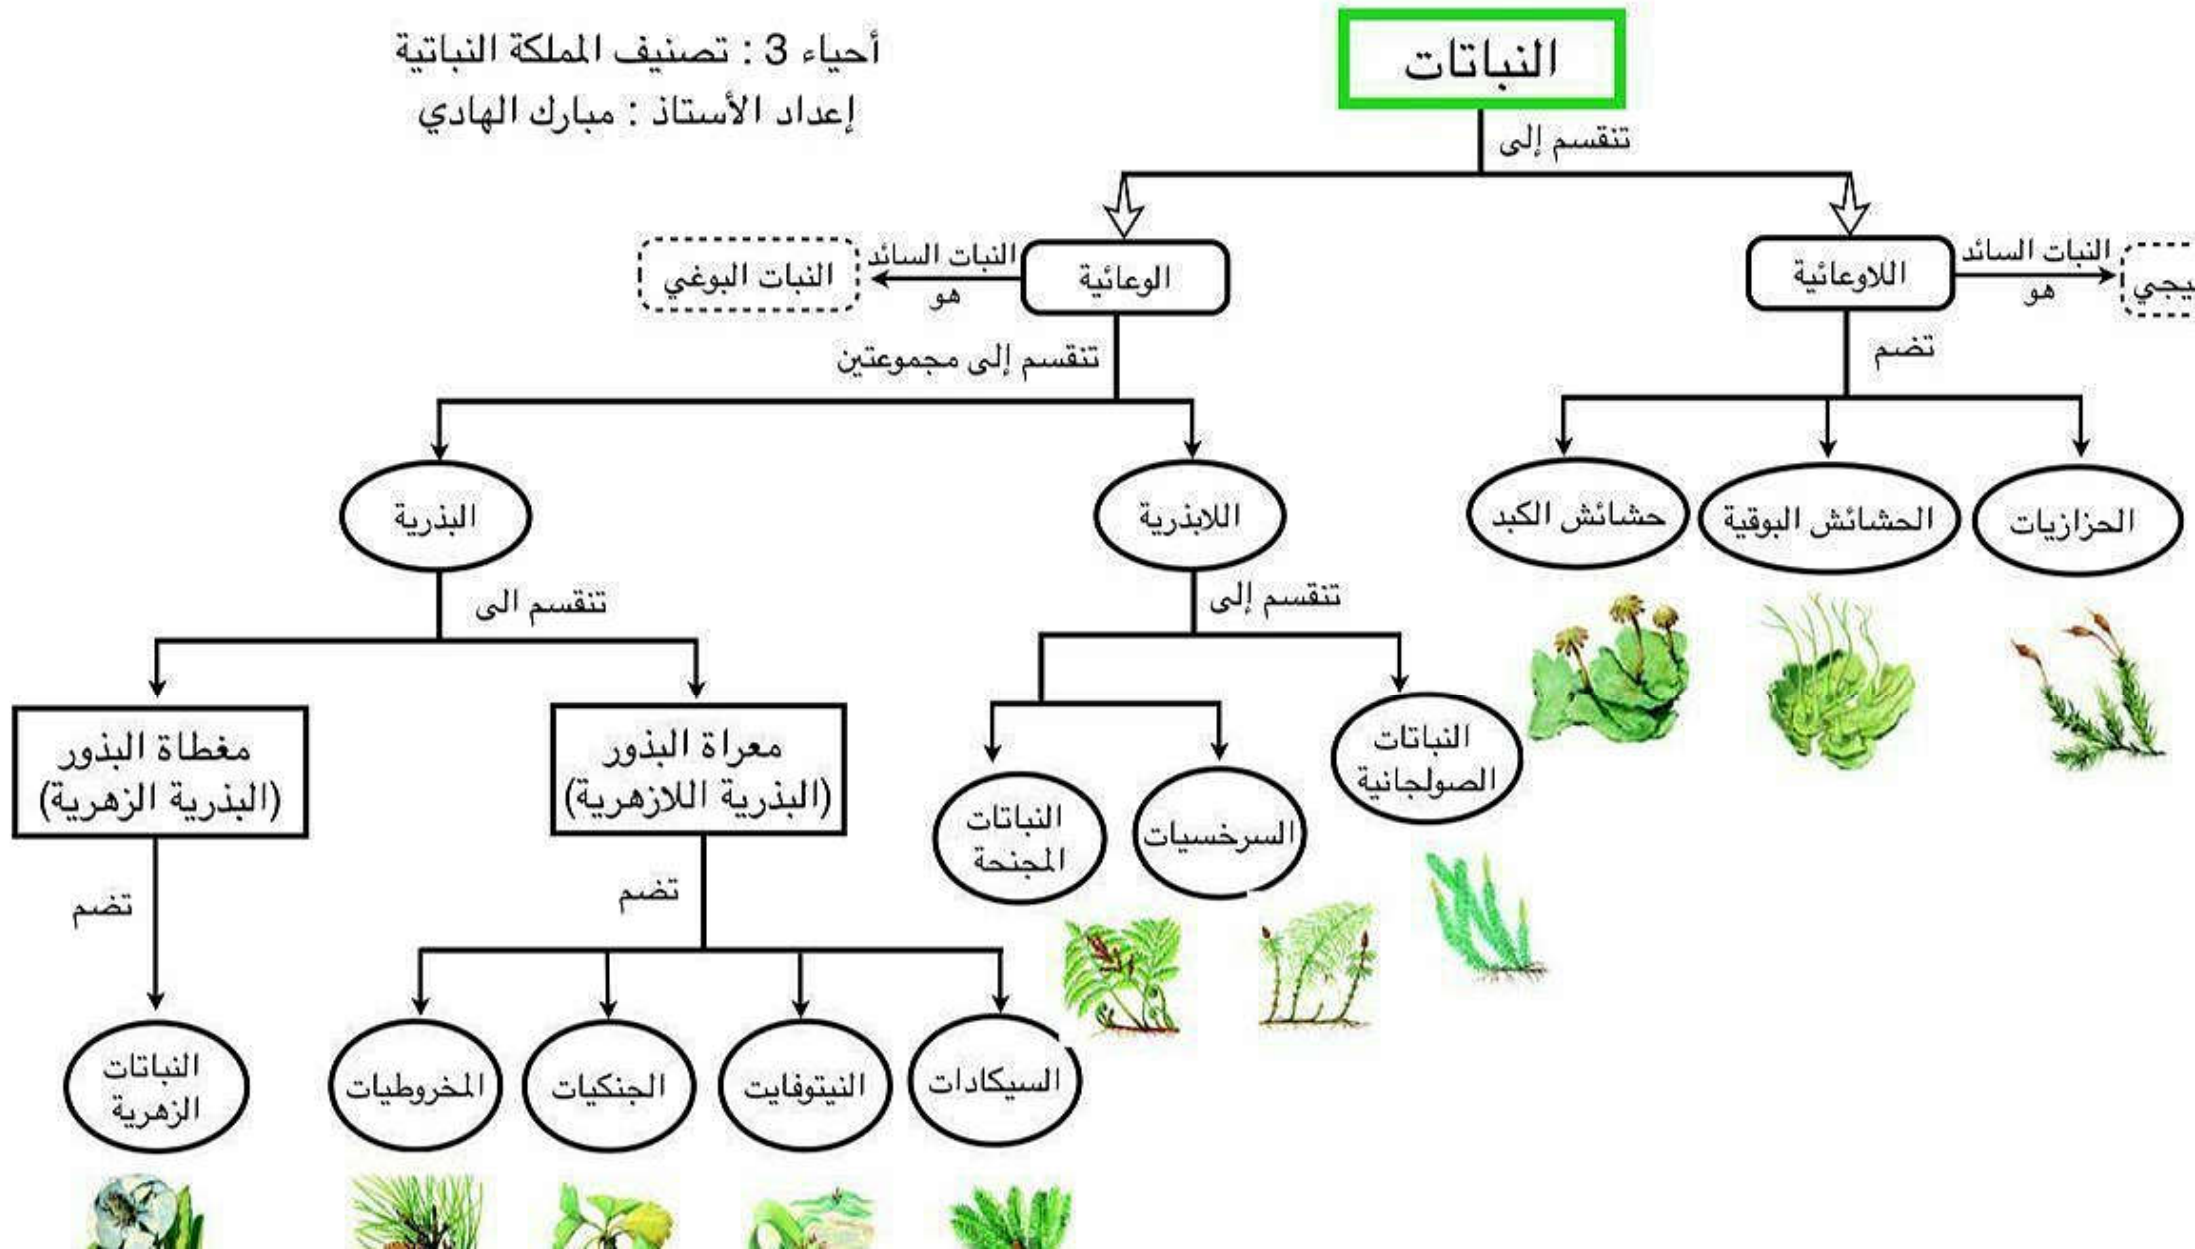 أحياء 3 : تصنيف المملكة النباتية
إعداد الأستاذ : مبارك الهادي
النباتات
تنقسم إلى
اللاوعائية
النبات السائد
هو
الوعائية
النبات السائد
هو
النبات البوغي
تضم
تنقسم إلى مجموعتين
الحزازيات
الحشائش البوقية
حشائش الكبد
اللابذرية
البذرية
تنقسم إلى
تنقسم الى
النباتات
الصولجانية
السرخسيات
النباتات
المجنحة
معراة البذور
(البذرية اللازهرية)
مغطاة البذور
(البذرية الزهرية)
تضم
تضم
السيكادات
النيتوفايت
الجنكيات
المخروطيات
النباتات
الزهرية